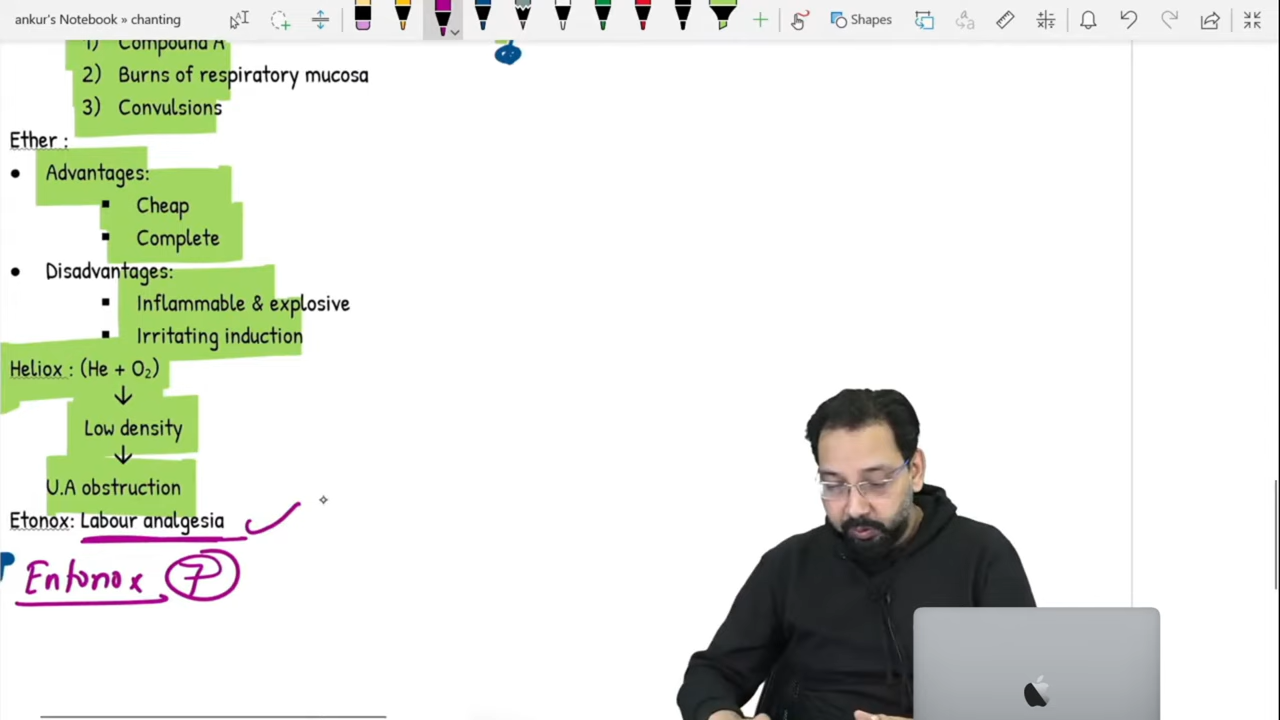 ankur's Notebook » chanting
Shapes
1) Compound A
2) Burns of respiratory mucosa
3) Convulsions
Ether :
• Advantages:
▪ Cheap
▪ Complete
• Disadvantages:
▪ Inflammable & explosive
▪ Irritating induction
Heliox : (He + O₂)
↓
Low density
↓
U.A obstruction
Etonox: Labour analgesia
Entonox 7